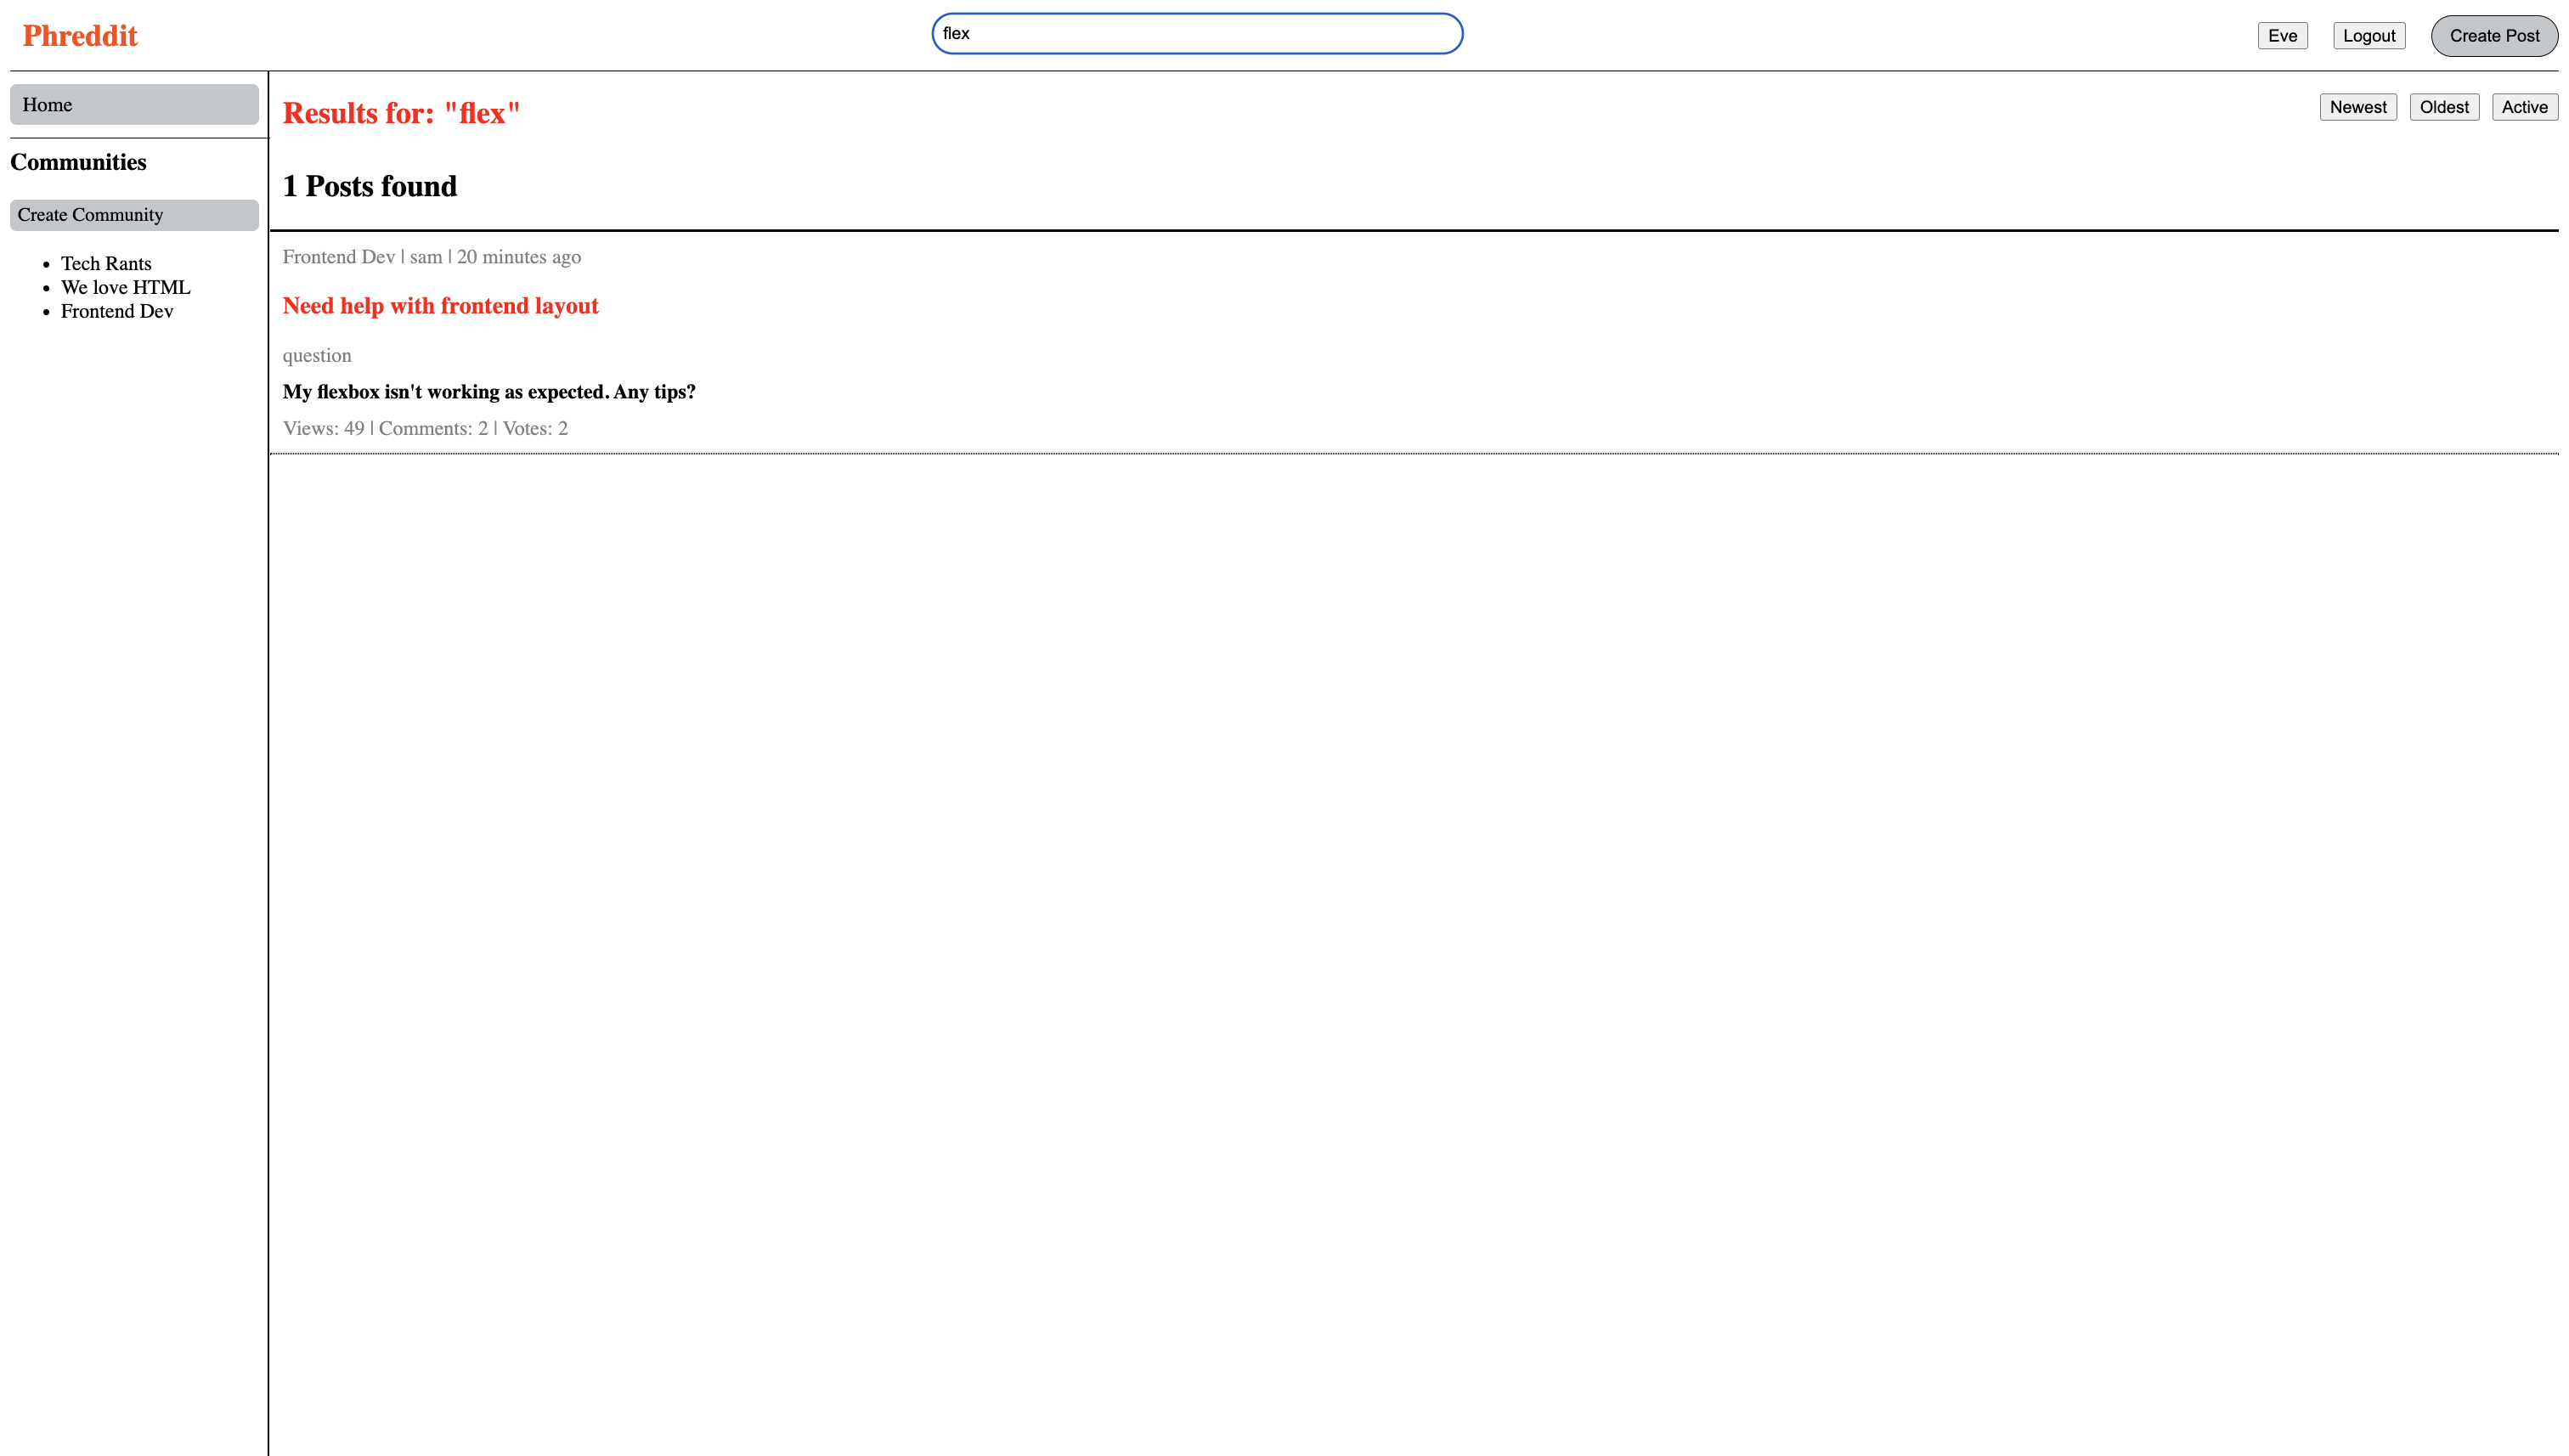 Phreddit
flex
Eve
Logout
Create Post
Home
Communities
Create Community
Tech Rants
We love HTML
Frontend Dev
Results for: "flex"
Newest
Oldest
Active
1 Posts found
Frontend Dev | sam | 20 minutes ago
Need help with frontend layout
question
My flexbox isn't working as expected. Any tips?
Views: 49 | Comments: 2 | Votes: 2